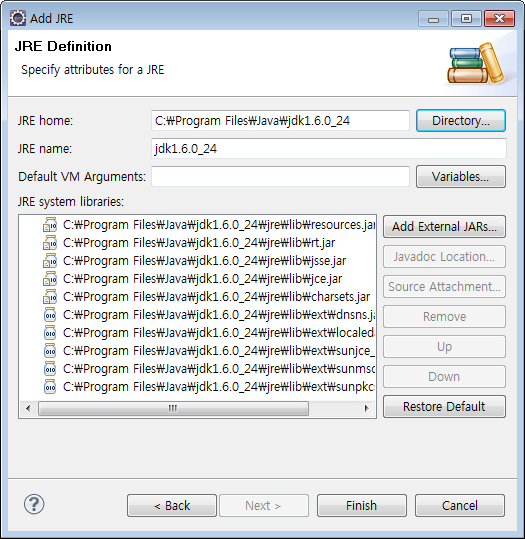 Add JRE
JRE Definition
Specify attributes for a JRE
JRE home:
C:₩Program Files₩Java₩jdk1.6.0_24
Directory...
JRE name:
jdk1.6.0_24
Default VM Arguments:
Variables...
JRE system libraries:
C:₩Program Files₩Java₩jdk1.6.0_24₩jre₩lib₩resources.jar
C:₩Program Files₩Java₩jdk1.6.0_24₩jre₩lib₩rt.jar
C:₩Program Files₩Java₩jdk1.6.0_24₩jre₩lib₩jsse.jar
C:₩Program Files₩Java₩jdk1.6.0_24₩jre₩lib₩jce.jar
C:₩Program Files₩Java₩jdk1.6.0_24₩jre₩lib₩charsets.jar
C:₩Program Files₩Java₩jdk1.6.0_24₩jre₩lib₩ext₩dnsns.ja
C:₩Program Files₩Java₩jdk1.6.0_24₩jre₩lib₩ext₩localeda
C:₩Program Files₩Java₩jdk1.6.0_24₩jre₩lib₩ext₩sunjce_
C:₩Program Files₩Java₩jdk1.6.0_24₩jre₩lib₩ext₩sunmsc
C:₩Program Files₩Java₩jdk1.6.0_24₩jre₩lib₩ext₩sunpkcs
Add External JARs...
Javadoc Location...
Source Attachment...
Remove
Up
Down
Restore Default
?
< Back
Next >
Finish
Cancel